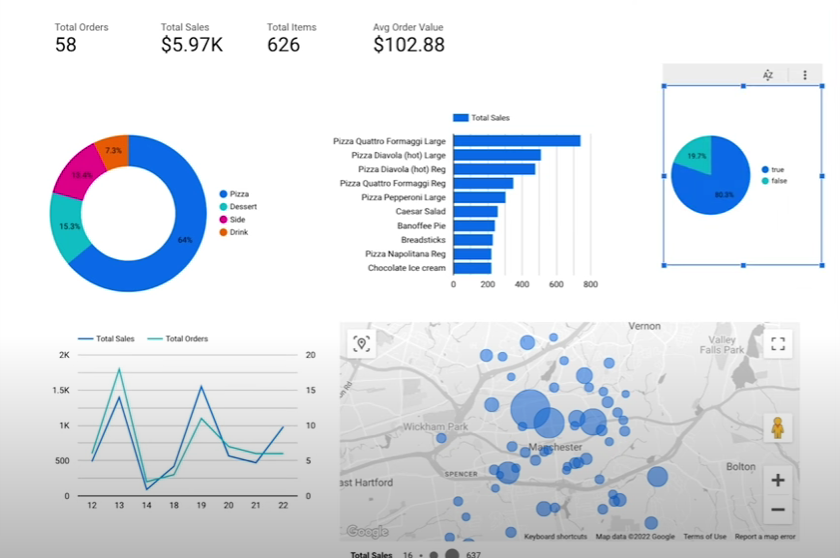 Total Orders
58
Total Sales
$5.97K
Total Items
626
Avg Order Value
$102.88
7.3%
15.3%
64%
Pizza
Dessert
Side
Drink
Total Sales
Pizza Quattro Formaggi Large
Pizza Diavola (hot) Large
Pizza Diavola (hot) Reg
Pizza Quattro Formaggi Reg
Pizza Pepperoni Large
Caesar Salad
Banoffee Pie
Breadsticks
Pizza Napolitana Reg
Chocolate Ice cream
0 200 400 600 800
AZ
19.7%
80.3%
true
false
Total Sales Total Orders
2K 20
1.5K 15
1K 10
500 5
0 0
12 13 14 18 19 20 21 22
Vernon
Valley
Falls Park
Wickham Park
Manchester
Bolton
SPENCER
ast Hartford
Google
Keyboard shortcuts Map data ©2022 Google Terms of Use Report a map error
Total Sales 16 637